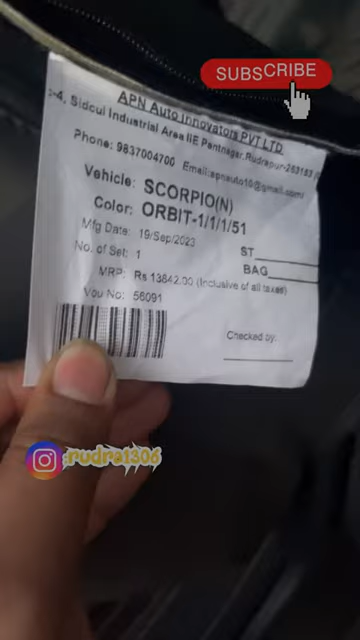 SUBSCRIBE
APN Auto Innovators PVT LTD
-4, Sidcul Industrial Area IIE Pantnagar, Rudrapur-263153
Phone: 9837004700 Email:apnauto10@gmail.com
Vehicle: SCORPIO(N)
Color: ORBIT-1/1/1/51
Mfg Date: 19/Sep/2023
ST
No. of Set: 1
BAG
MRP: Rs 13842.00 (Inclusive of all taxes)
Vou No: 56091
Checked by:
rudra1306